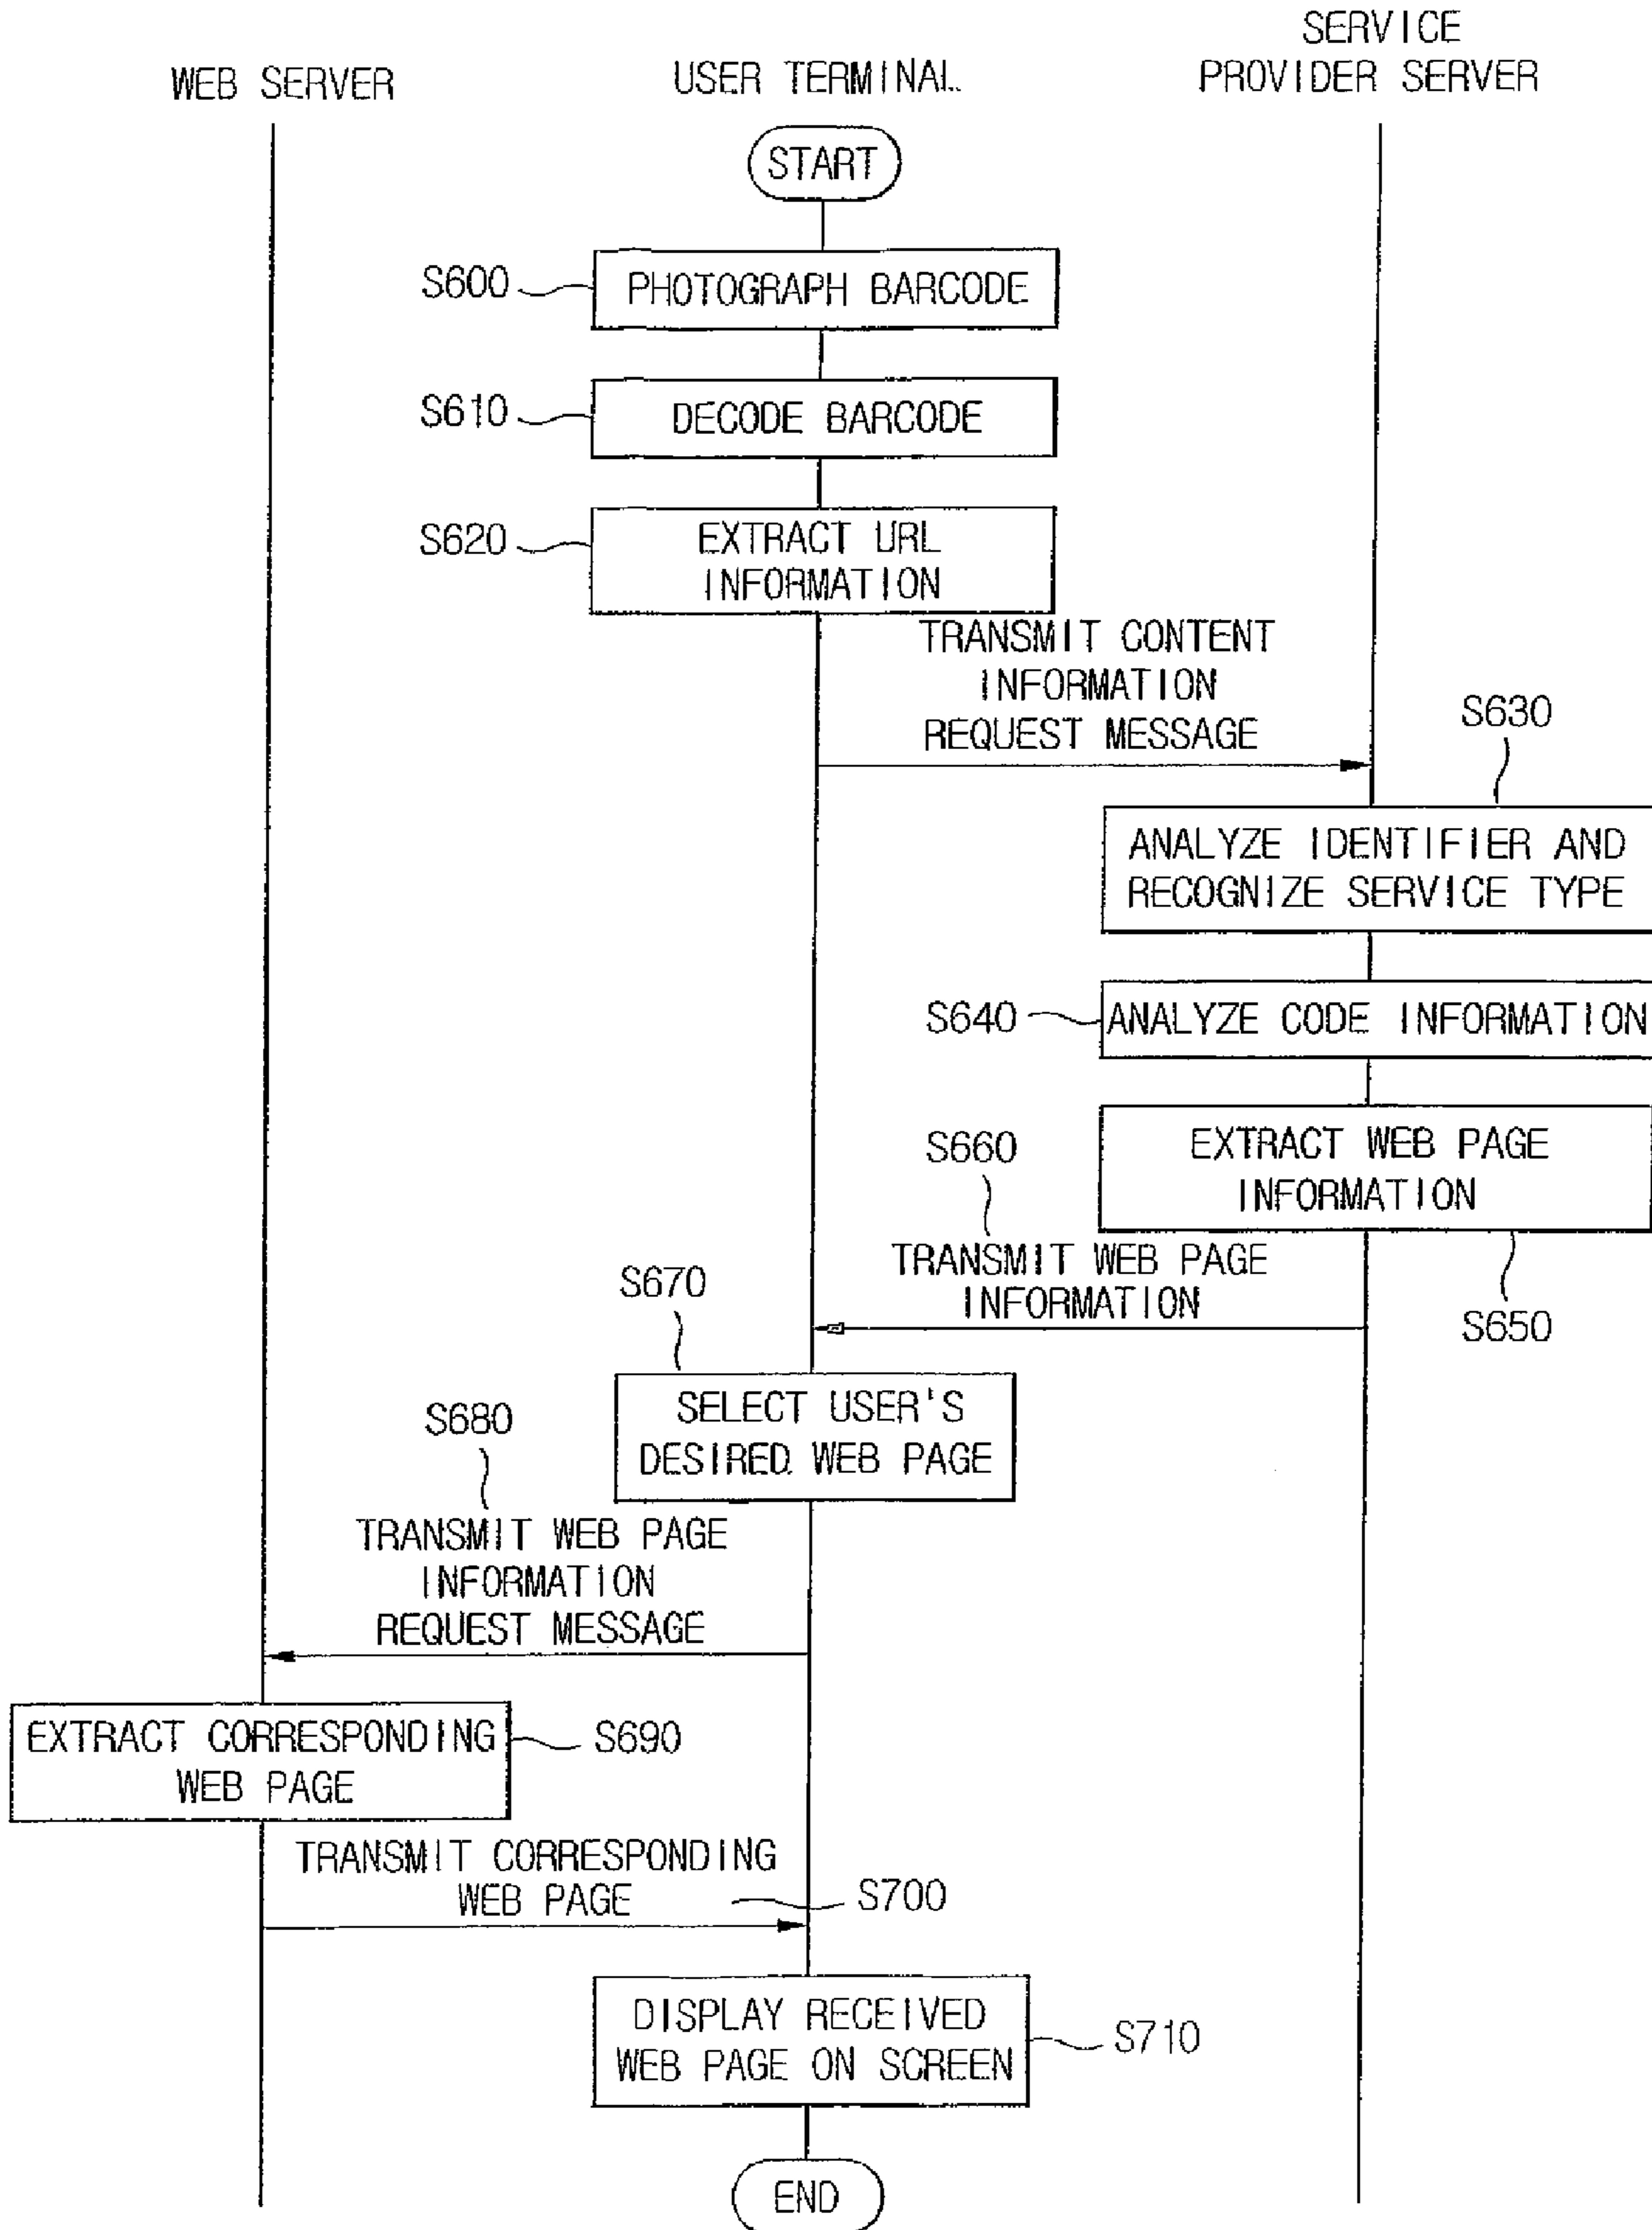 WEB SERVER
USER TERMINAL
SERVICE
PROVIDER SERVER
START
S600
PHOTOGRAPH BARCODE
S610
DECODE BARCODE
S620
EXTRACT URL
INFORMATION
TRANSMIT CONTENT
INFORMATION
REQUEST MESSAGE
S630
ANALYZE IDENTIFIER AND
RECOGNIZE SERVICE TYPE
S640
ANALYZE CODE INFORMATION
EXTRACT WEB PAGE
INFORMATION
S650
S660
TRANSMIT WEB PAGE
INFORMATION
S670
SELECT USER'S
DESIRED WEB PAGE
S680
TRANSMIT WEB PAGE
INFORMATION
REQUEST MESSAGE
EXTRACT CORRESPONDING
WEB PAGE
S690
TRANSMIT CORRESPONDING
WEB PAGE
S700
DISPLAY RECEIVED
WEB PAGE ON SCREEN
S710
END